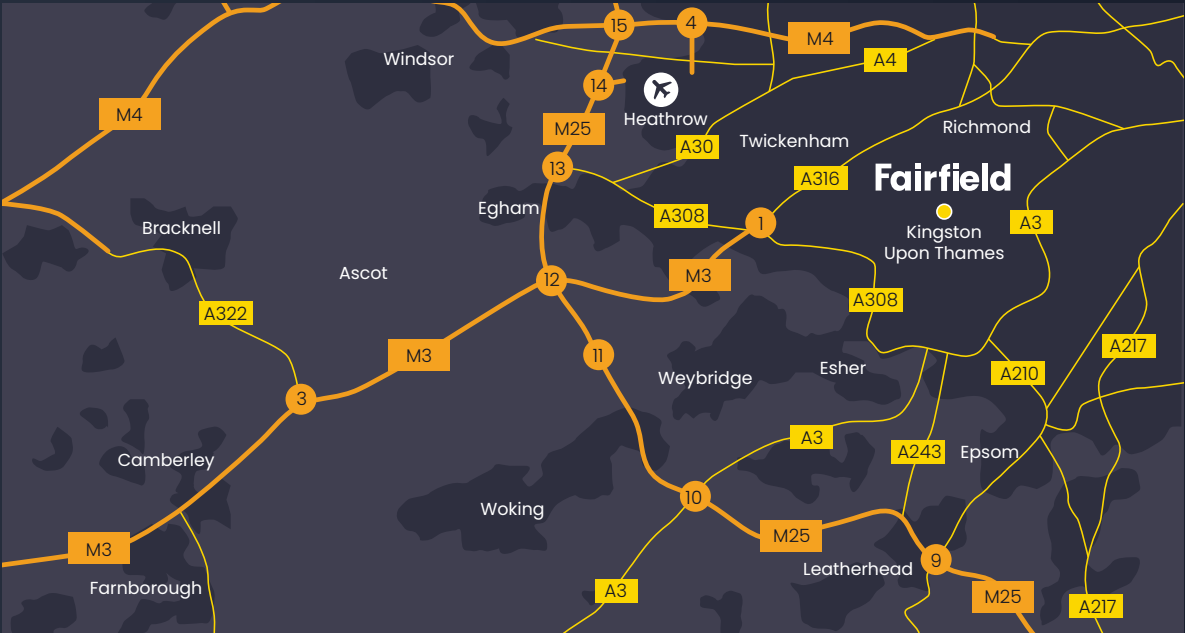 15
4
M4
Windsor
A4
14
M4
Heathrow
M25
Richmond
A30
Twickenham
13
A316
Fairfield
Egham
A308
1
A3
Bracknell
Kingston
Upon Thames
Ascot
12
M3
A308
A322
M3
11
A217
Esher
A210
Weybridge
3
A3
A243
Epsom
Camberley
10
Woking
M25
M3
9
Leatherhead
Farnborough
A3
M25
A217